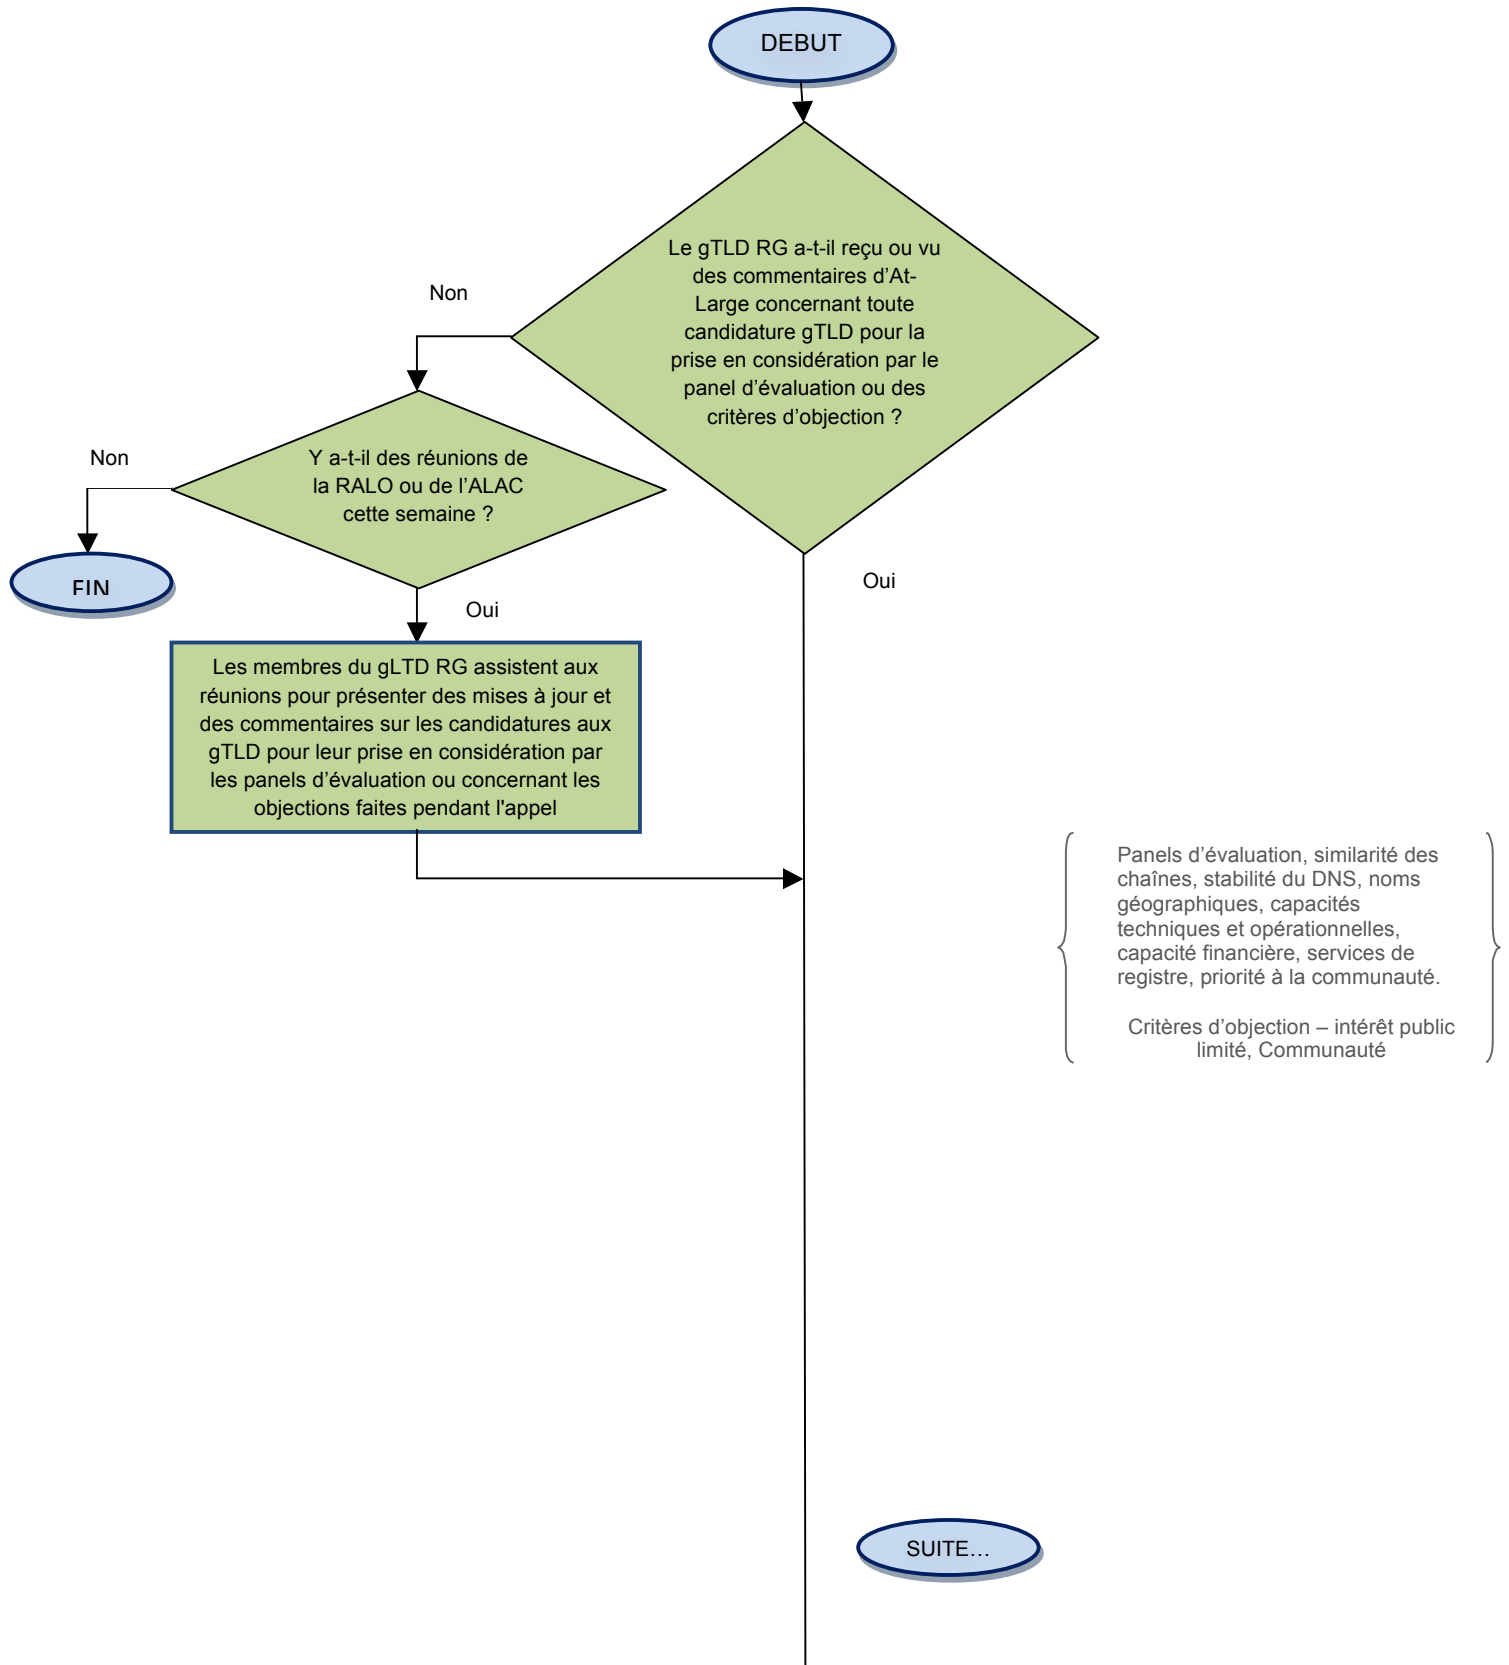 DEBUT
Le gTLD RG a-t-il reçu ou vu
des commentaires d’At-
Large concernant toute
candidature gTLD pour la
prise en considération par le
panel d’évaluation ou des
critères d’objection ?
Non
Non
Y a-t-il des réunions de
la RALO ou de l’ALAC
cette semaine ?
FIN
Oui
Oui
Les membres du gLTD RG assistent aux
réunions pour présenter des mises à jour et
des commentaires sur les candidatures aux
gTLD pour leur prise en considération par
les panels d’évaluation ou concernant les
objections faites pendant l'appel
Panels d’évaluation, similarité des
chaînes, stabilité du DNS, noms
géographiques, capacités
techniques et opérationnelles,
capacité financière, services de
registre, priorité à la communauté.
Critères d’objection – intérêt public
limité, Communauté
SUITE…